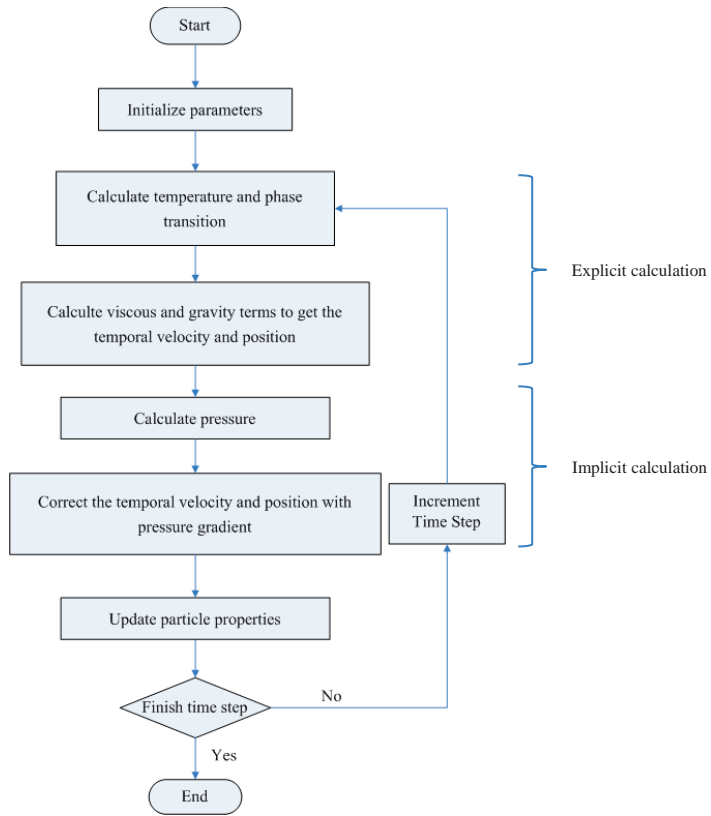 Start
Initialize parameters
Calculate temperature and phase
transition
Calculte viscous and gravity terms to get the
temporal velocity and position
Explicit calculation
Calculate pressure
Correct the temporal velocity and position with
pressure gradient
Implicit calculation
Increment
Time Step
Update particle properties
Finish time step
No
Yes
End